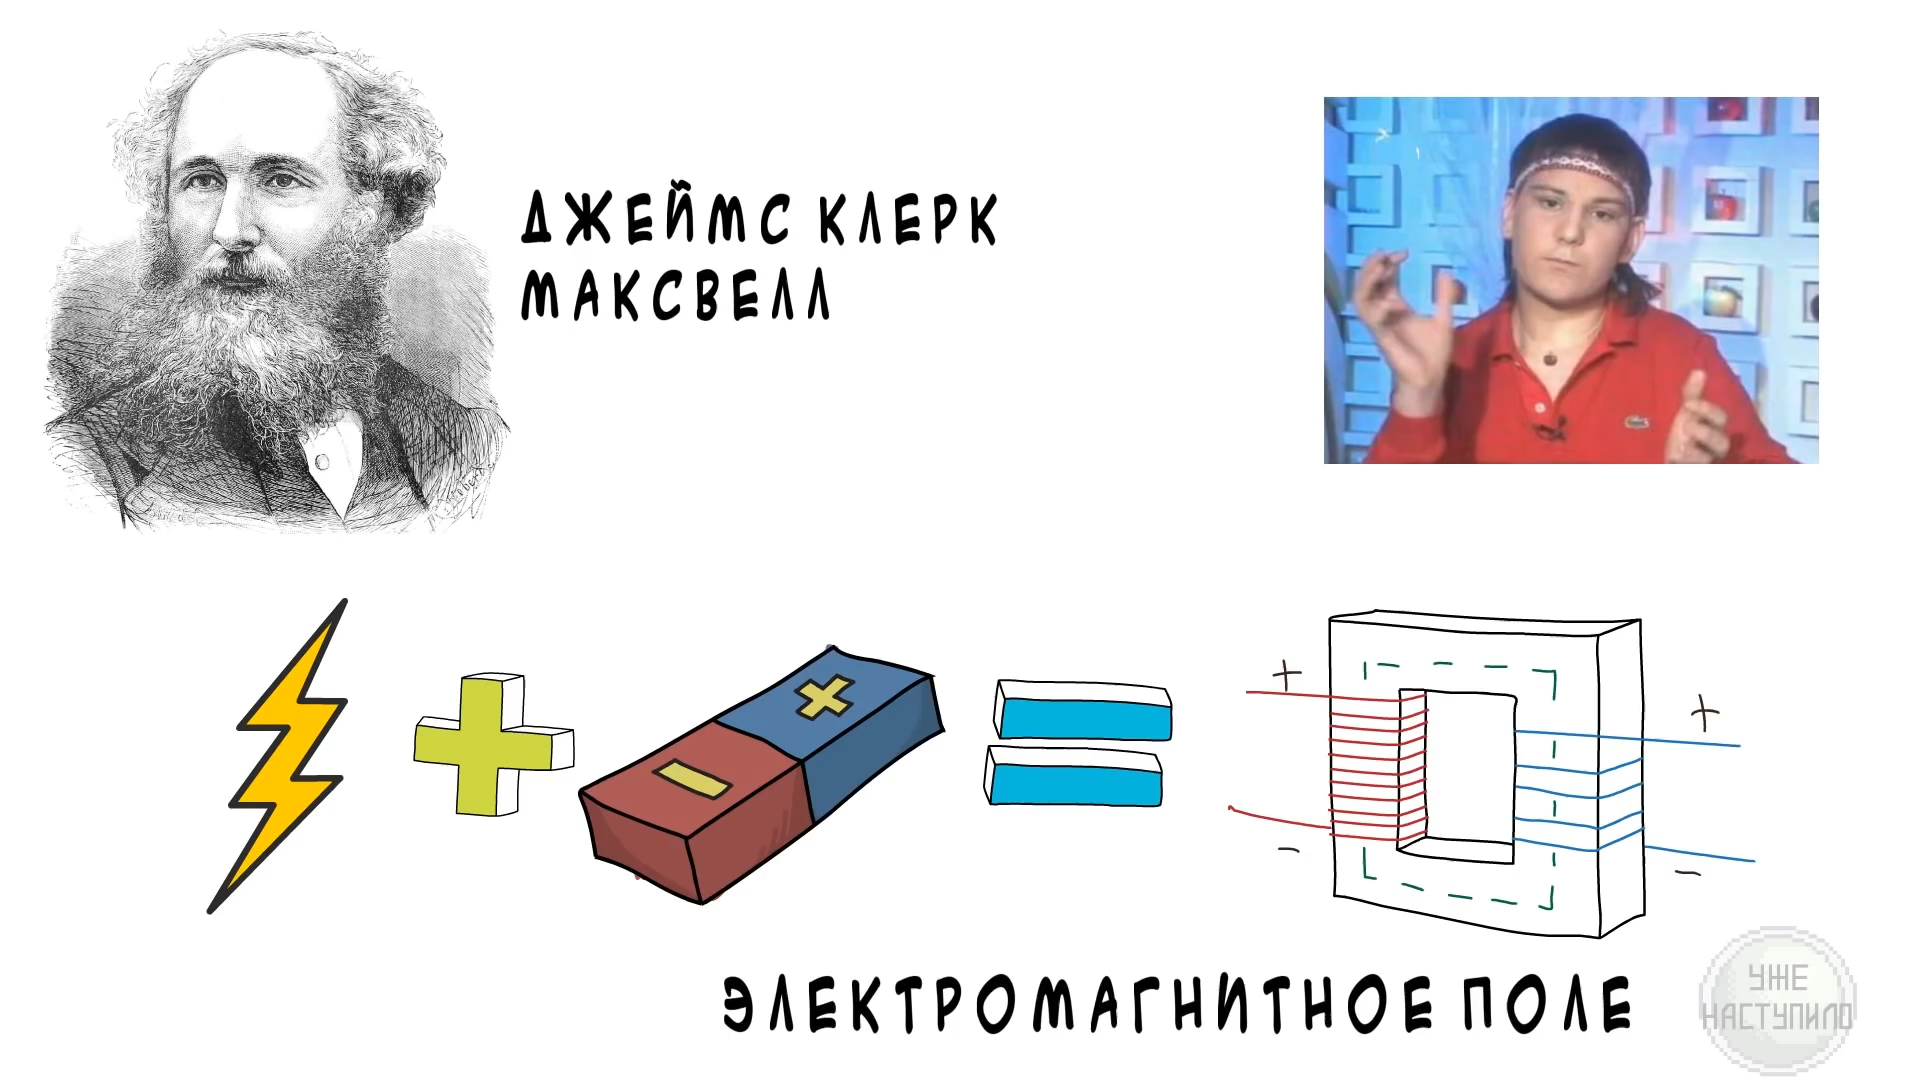 ДЖЕЙМС КЛЕРК
МАКСВЕЛЛ
+
-
+
-
+
-
ЭЛЕКТРОМАГНИТНОЕ ПОЛЕ
УЖЕ
НАСТУПИЛО